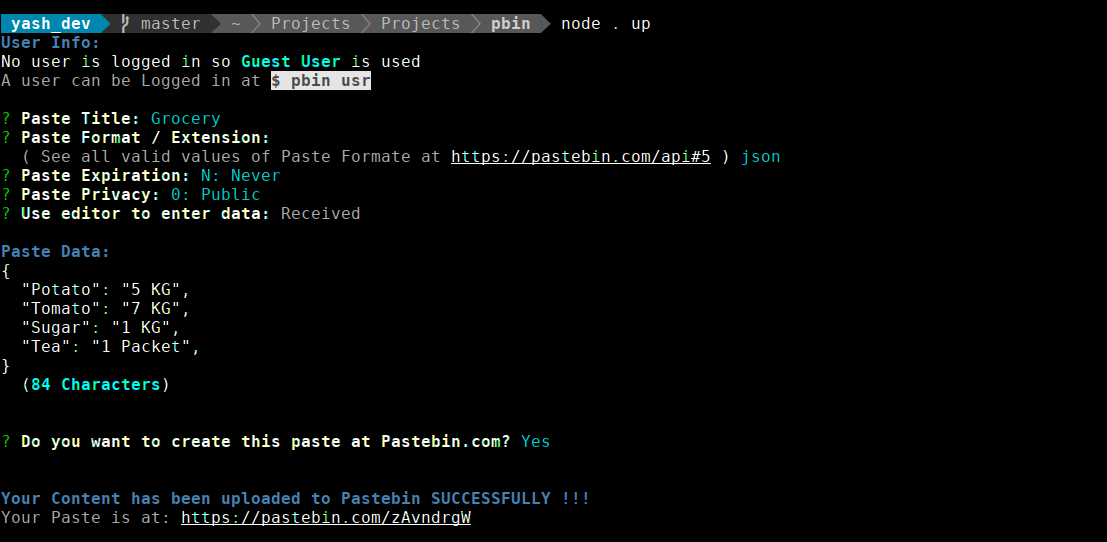 yash_dev master ~ Projects Projects pbin node . up
User Info:
No user is logged in so Guest User is used
A user can be Logged in at $ pbin usr
? Paste Title: Grocery
? Paste Format / Extension:
( See all valid values of Paste Formate at https://pastebin.com/api#5 ) json
? Paste Expiration: N: Never
? Paste Privacy: 0: Public
? Use editor to enter data: Received
Paste Data:
{
"Potato": "5 KG",
"Tomato": "7 KG",
"Sugar": "1 KG",
"Tea": "1 Packet",
}
(84 Characters)
? Do you want to create this paste at Pastebin.com? Yes
Your Content has been uploaded to Pastebin SUCCESSFULLY !!!
Your Paste is at: https://pastebin.com/zAvndrgW